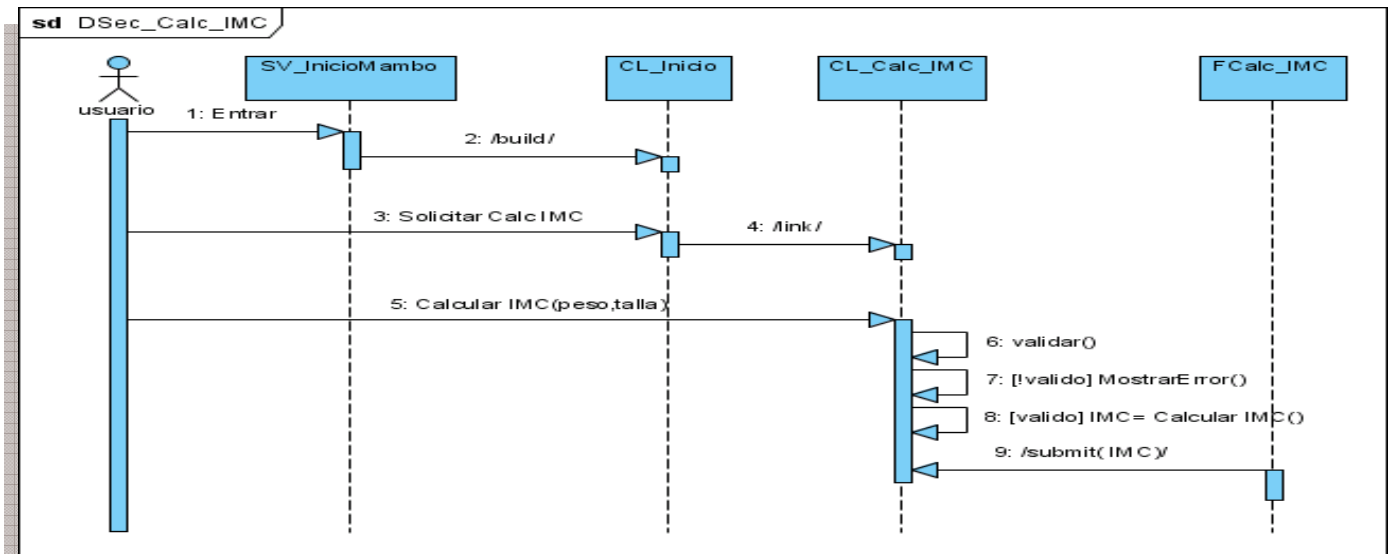 sd DSec_Calc_IMC
SV_InicioMambo
CL_Inicio
CL_Calc_IMC
FCalc_IMC
usuario
1: Entrar
2: /build/
3: Solicitar Calc IMC
4: /link/
5: Calcular IMC(peso,talla)
6: validar()
7: [!valido] MostrarError()
8: [valido] IMC= Calcular IMC()
9: /submit(IMC)/